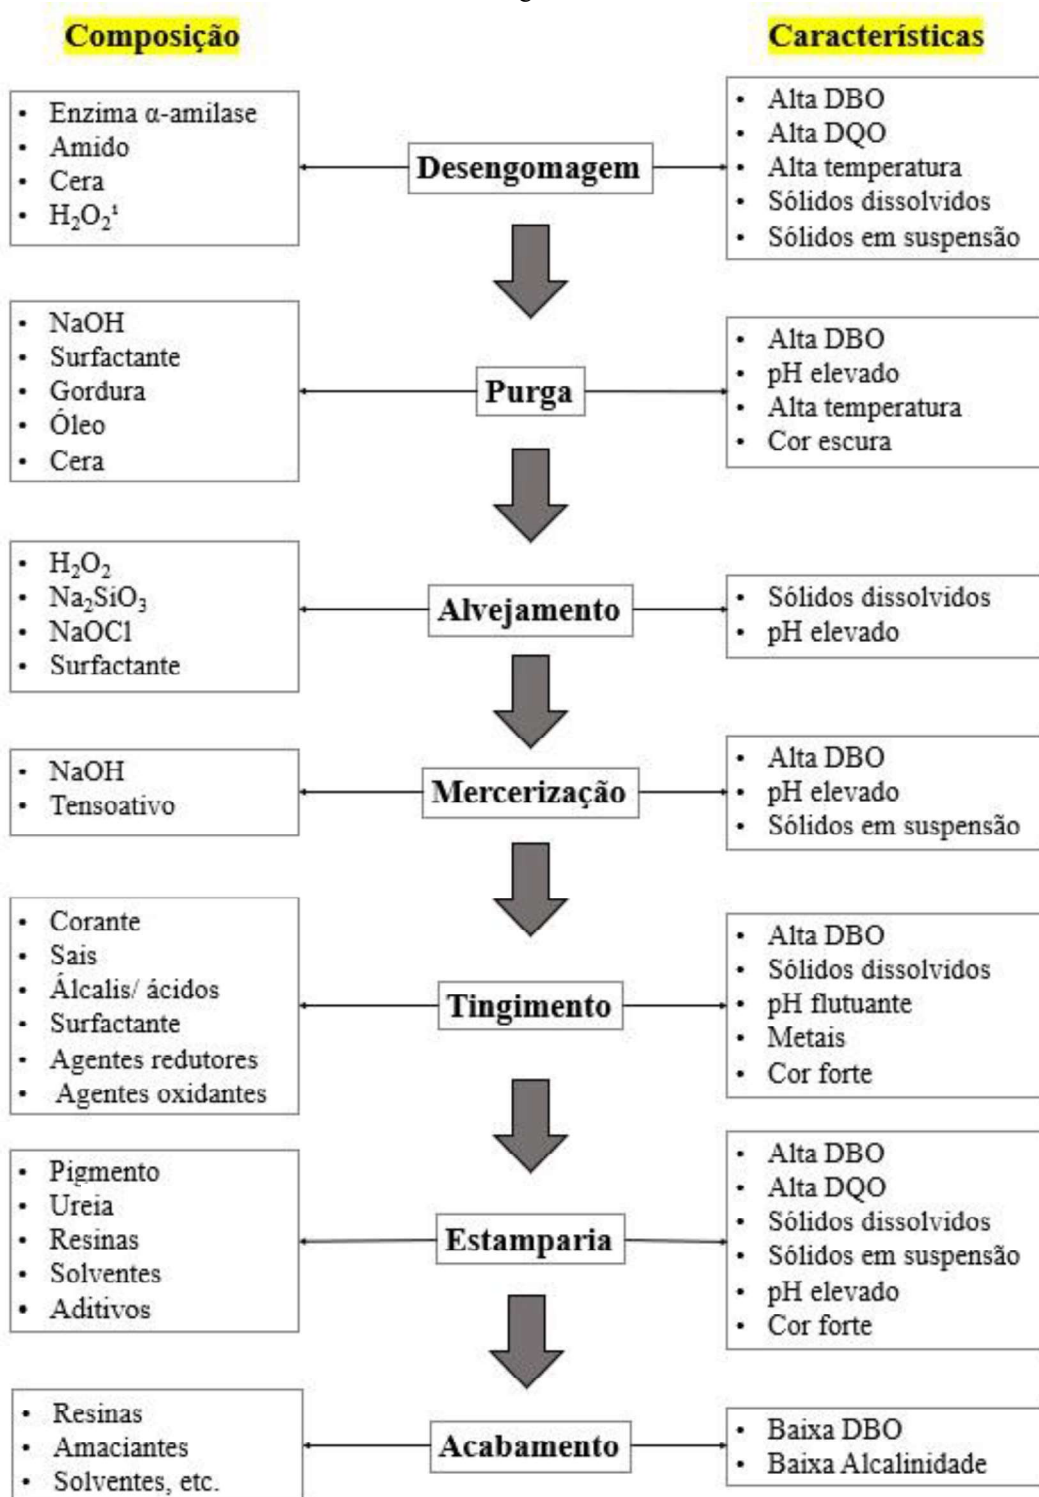 Composição
Características
• Enzima α-amilase
• Amido
• Cera
• H₂O₂¹
Desengomagem
• Alta DBO
• Alta DQO
• Alta temperatura
• Sólidos dissolvidos
• Sólidos em suspensão
• NaOH
• Surfactante
• Gordura
• Óleo
• Cera
Purga
• Alta DBO
• pH elevado
• Alta temperatura
• Cor escura
• H₂O₂
• Na₂SiO₃
• NaOCl
• Surfactante
Alvejamento
• Sólidos dissolvidos
• pH elevado
• NaOH
• Tensoativo
Mercerização
• Alta DBO
• pH elevado
• Sólidos em suspensão
• Corante
• Sais
• Álcalis/ ácidos
• Surfactante
• Agentes redutores
• Agentes oxidantes
Tingimento
• Alta DBO
• Sólidos dissolvidos
• pH flutuante
• Metais
• Cor forte
• Pigmento
• Ureia
• Resinas
• Solventes
• Aditivos
Estamparia
• Alta DBO
• Alta DQO
• Sólidos dissolvidos
• Sólidos em suspensão
• pH elevado
• Cor forte
• Resinas
• Amaciantes
• Solventes, etc.
Acabamento
• Baixa DBO
• Baixa Alcalinidade